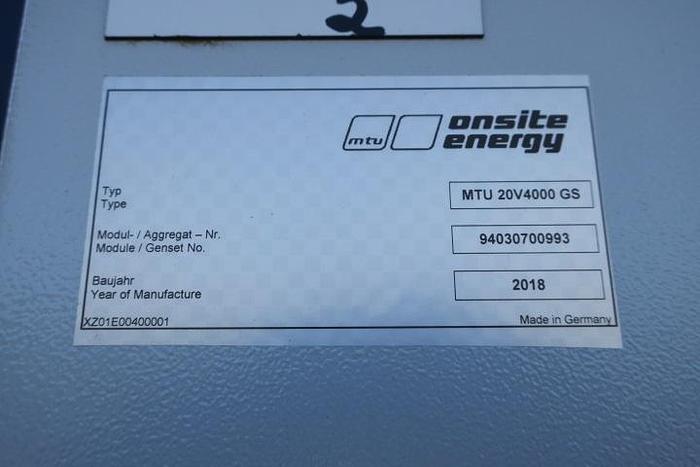 2
mtu onsite energy
Typ
Type
MTU 20V4000 GS
Modul- / Aggregat – Nr.
Module / Genset No.
94030700993
Baujahr
Year of Manufacture
2018
XZ01E00400001
Made in Germany